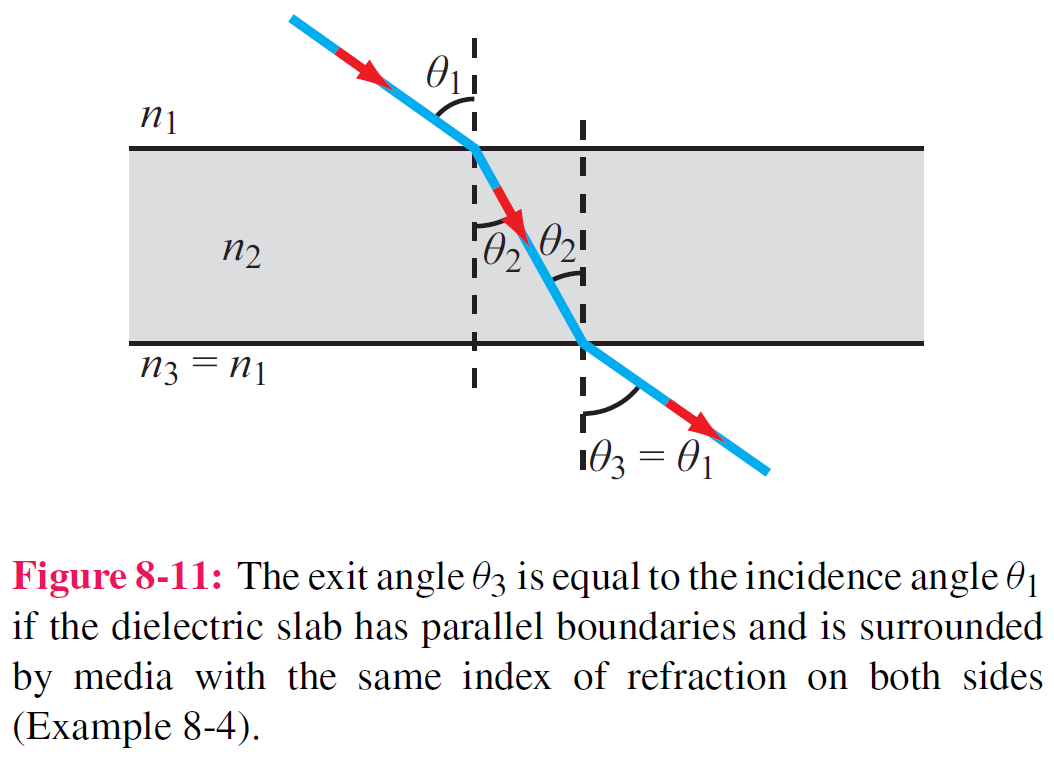 θ₁
n₁
n₂
θ₂ θ₂
n₃ = n₁
θ₃ = θ₁
Figure 8-11: The exit angle θ₃ is equal to the incidence angle θ₁
if the dielectric slab has parallel boundaries and is surrounded
by media with the same index of refraction on both sides
(Example 8-4).